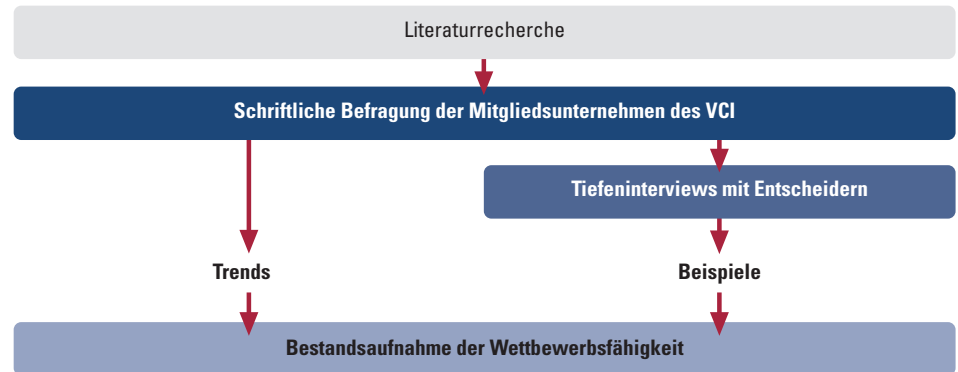 Literaturrecherche
Schriftliche Befragung der Mitgliedsunternehmen des VCI
Tiefeninterviews mit Entscheidern
Trends
Beispiele
Bestandsaufnahme der Wettbewerbsfähigkeit